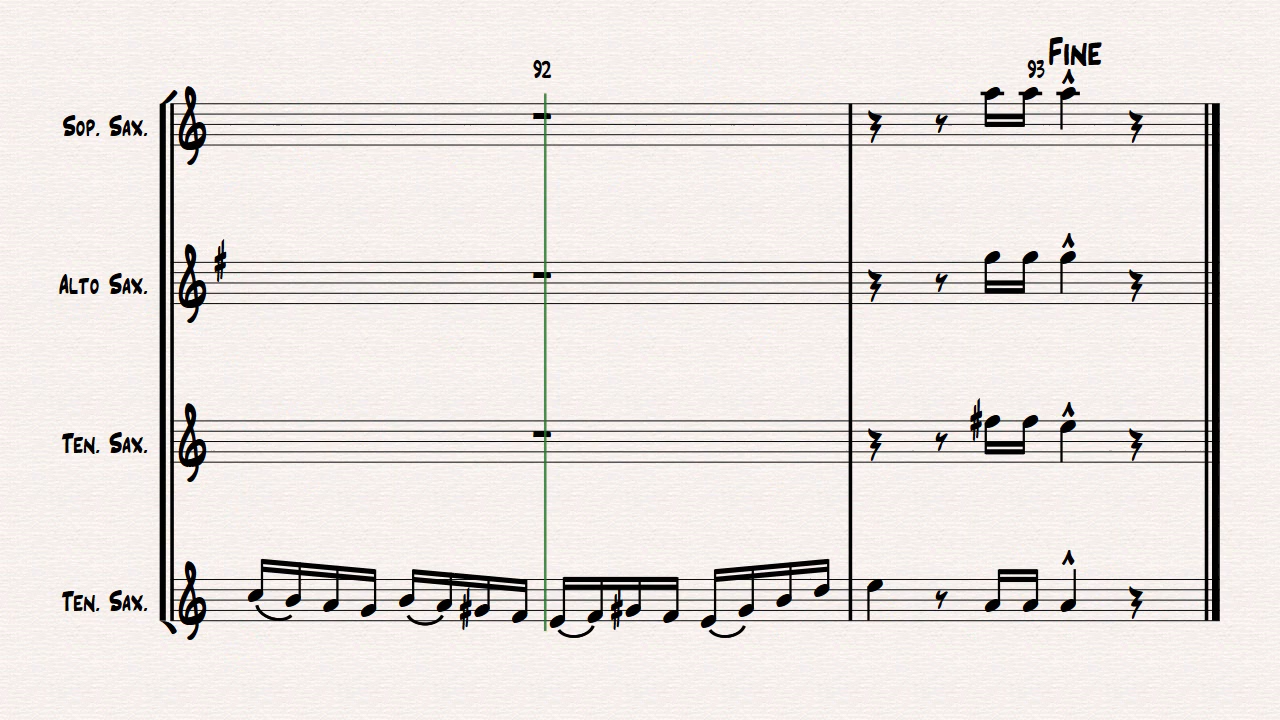 FINE
92
93
SOP. SAX.
ALTO SAX.
TEN. SAX.
TEN. SAX.